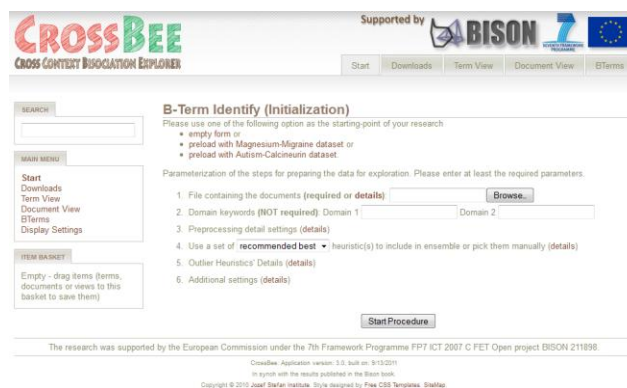 CROSSBEE
CROSS CONTEXT BISOCIATION EXPLORER
Supported by
BISON
SEVENTH FRAMEWORK
PROGRAMME
Start Downloads Term View Document View BTerms
SEARCH
MAIN MENU
Start
Downloads
Term View
Document View
BTerms
Display Settings
ITEM BASKET
Empty - drag items (terms,
documents or views to this
basket to save them)
B-Term Identify (Initialization)
Please use one of the following option as the starting-point of your research
• empty form or
• preload with Magnesium-Migraine dataset or
• preload with Autism-Calcineurin dataset.
Parameterization of the steps for preparing the data for exploration. Please enter at least the required parameters.
1. File containing the documents (required or details) Browse..
2. Domain keywords (NOT required): Domain 1 Domain 2
3. Preprocessing detail settings (details)
4. Use a set of recommended best heuristic(s) to include in ensemble or pick them manually (details)
5. Outlier Heuristics' Details (details)
6. Additional settings (details)
Start Procedure
The research was supported by the European Commission under the 7th Framework Programme FP7 ICT 2007 C FET Open project BISON 211898.
CrossBee, Application version: 3.0, built on: 9/13/2011
In synch with the results published in the Bison book.
Copyright © 2010 Jozef Stefan Institute. Style designed by Free CSS Templates, SiteMap